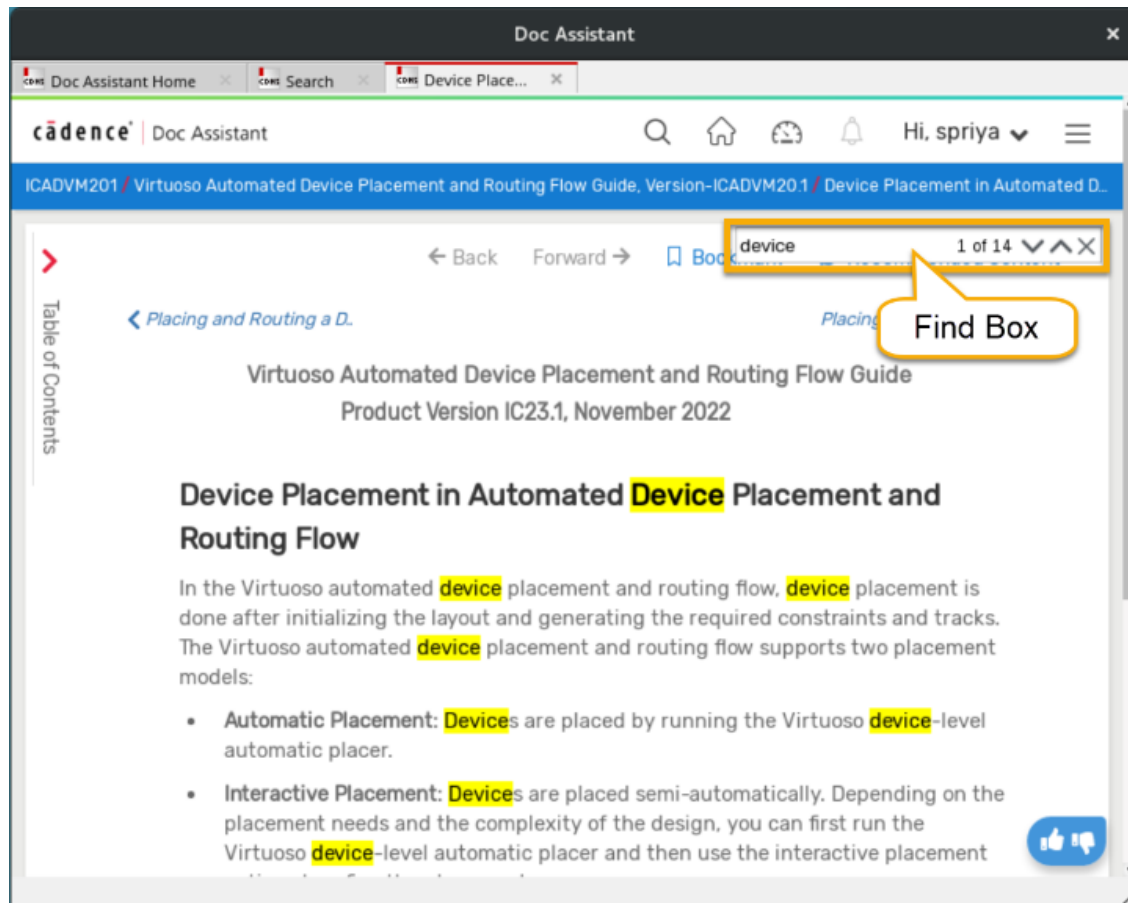 Doc Assistant
CDNS Doc Assistant Home
CDNS Search
CDNS Device Place...
cādence® Doc Assistant
Hi, spriya
ICADVM201 / Virtuoso Automated Device Placement and Routing Flow Guide, Version-ICADVM20.1 / Device Placement in Automated D...
Back Forward
device 1 of 14
Table of Contents
Placing and Routing a D..
Placing
Find Box
Virtuoso Automated Device Placement and Routing Flow Guide
Product Version IC23.1, November 2022
Device Placement in Automated Device Placement and
Routing Flow
In the Virtuoso automated device placement and routing flow, device placement is
done after initializing the layout and generating the required constraints and tracks.
The Virtuoso automated device placement and routing flow supports two placement
models:
• Automatic Placement: Devices are placed by running the Virtuoso device-level
automatic placer.
• Interactive Placement: Devices are placed semi-automatically. Depending on the
placement needs and the complexity of the design, you can first run the
Virtuoso device-level automatic placer and then use the interactive placement